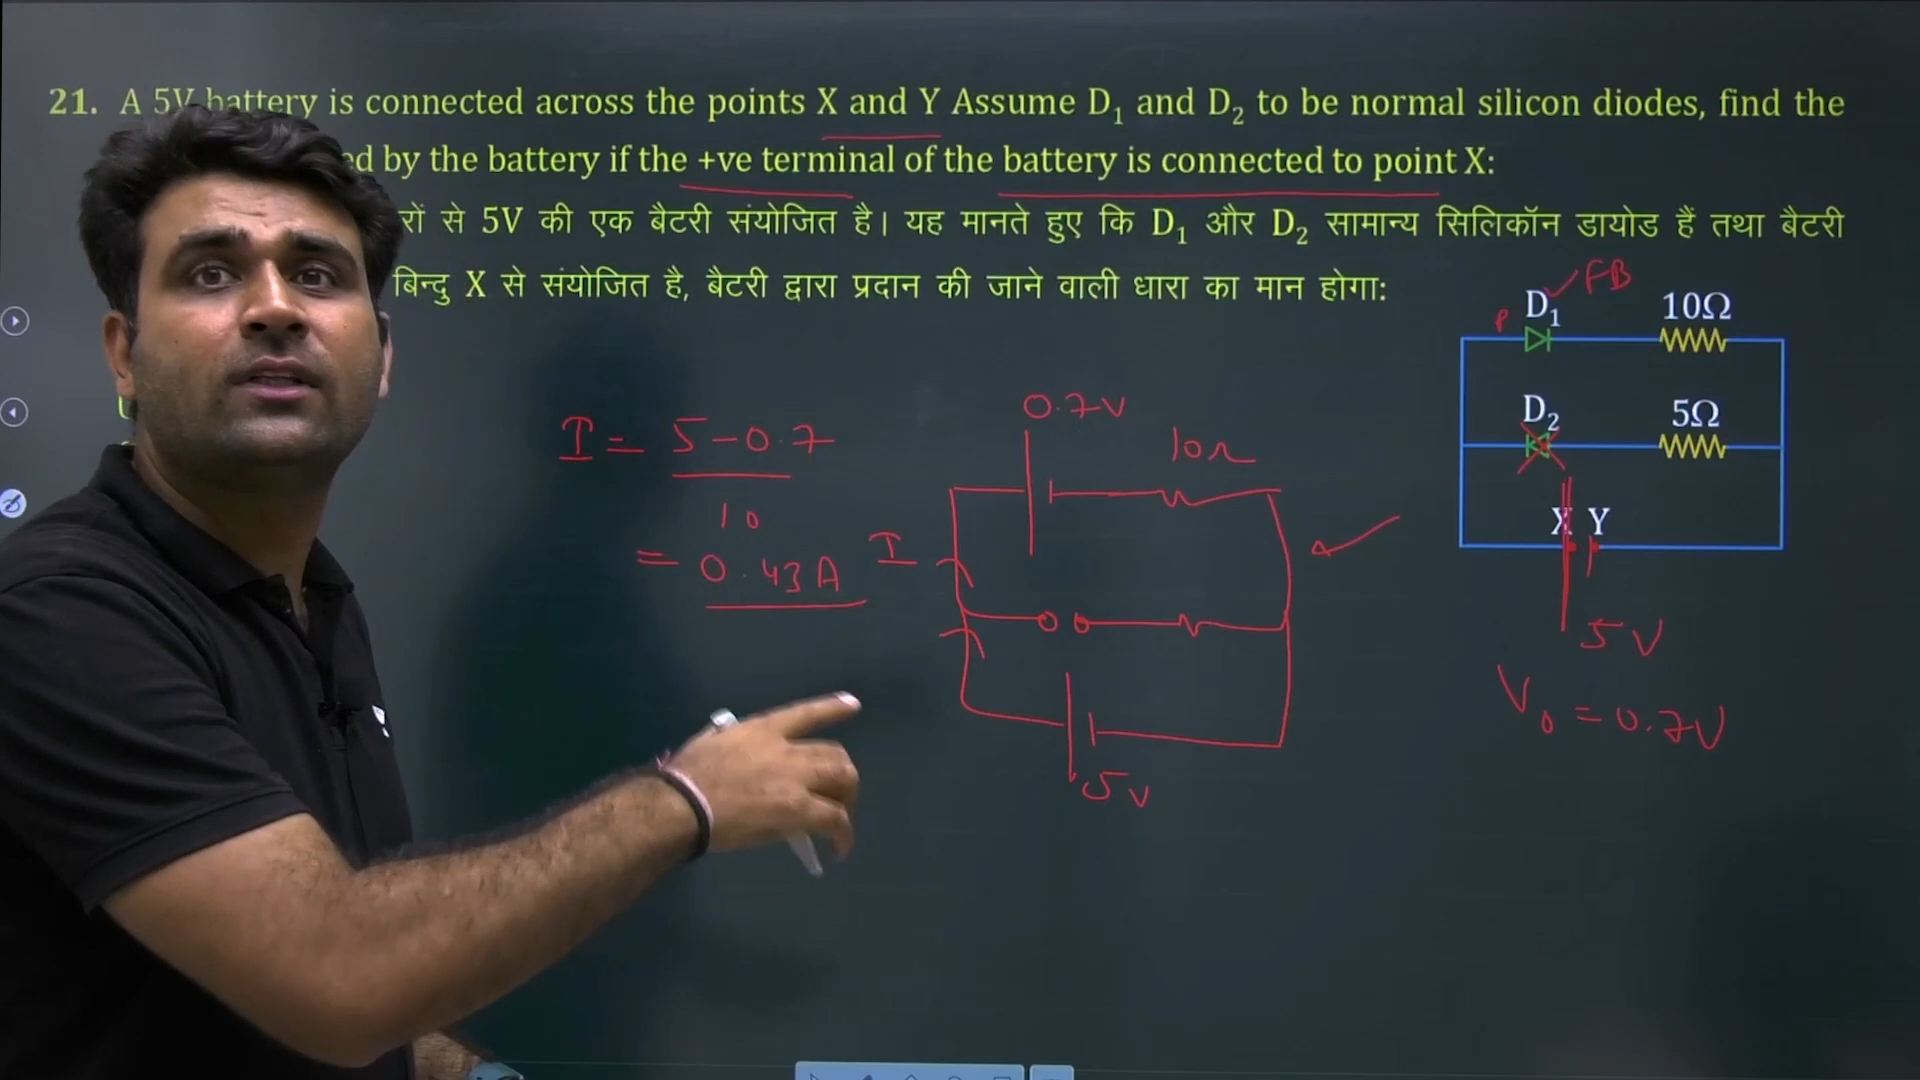 21. A 5V battery is connected across the points X and Y Assume D₁ and D₂ to be normal silicon diodes, find the
ed by the battery if the +ve terminal of the battery is connected to point X:
रों से 5V की एक बैटरी संयोजित है। यह मानते हुए कि D₁ और D₂ सामान्य सिलिकॉन डायोड हैं तथा बैटरी
बिन्दु X से संयोजित है, बैटरी द्वारा प्रदान की जाने वाली धारा का मान होगा:
FB
P D₁ 10Ω
D₂ 5Ω
X Y
5V
V₀ = 0.7V
I = 5-0.7
10
= 0.43A
I
0.7V
10Ω
5V